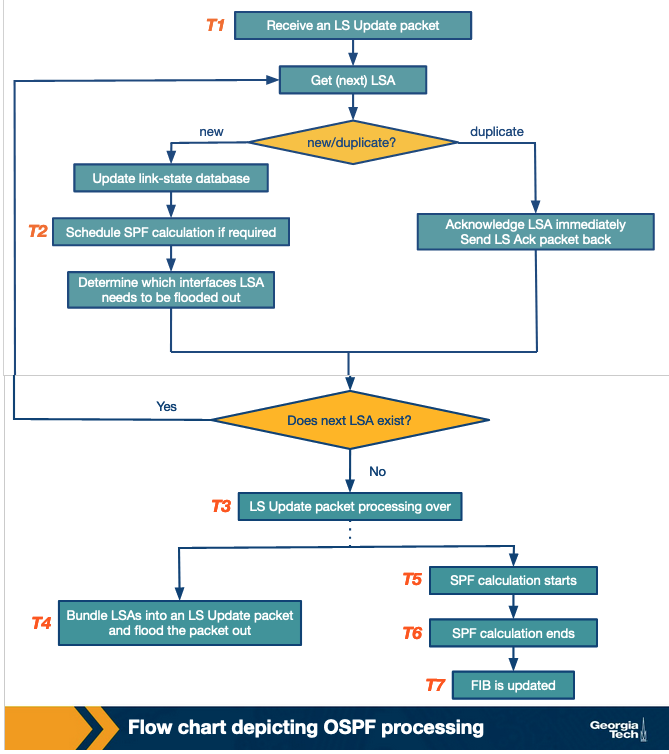 T1
Receive an LS Update packet
Get (next) LSA
new
new/duplicate?
duplicate
Update link-state database
T2
Schedule SPF calculation if required
Acknowledge LSA immediately
Send LS Ack packet back
Determine which interfaces LSA
needs to be flooded out
Yes
Does next LSA exist?
No
T3
LS Update packet processing over
T5
SPF calculation starts
T4
Bundle LSAs into an LS Update packet
and flood the packet out
T6
SPF calculation ends
T7
FIB is updated
Flow chart depicting OSPF processing
Georgia
Tech